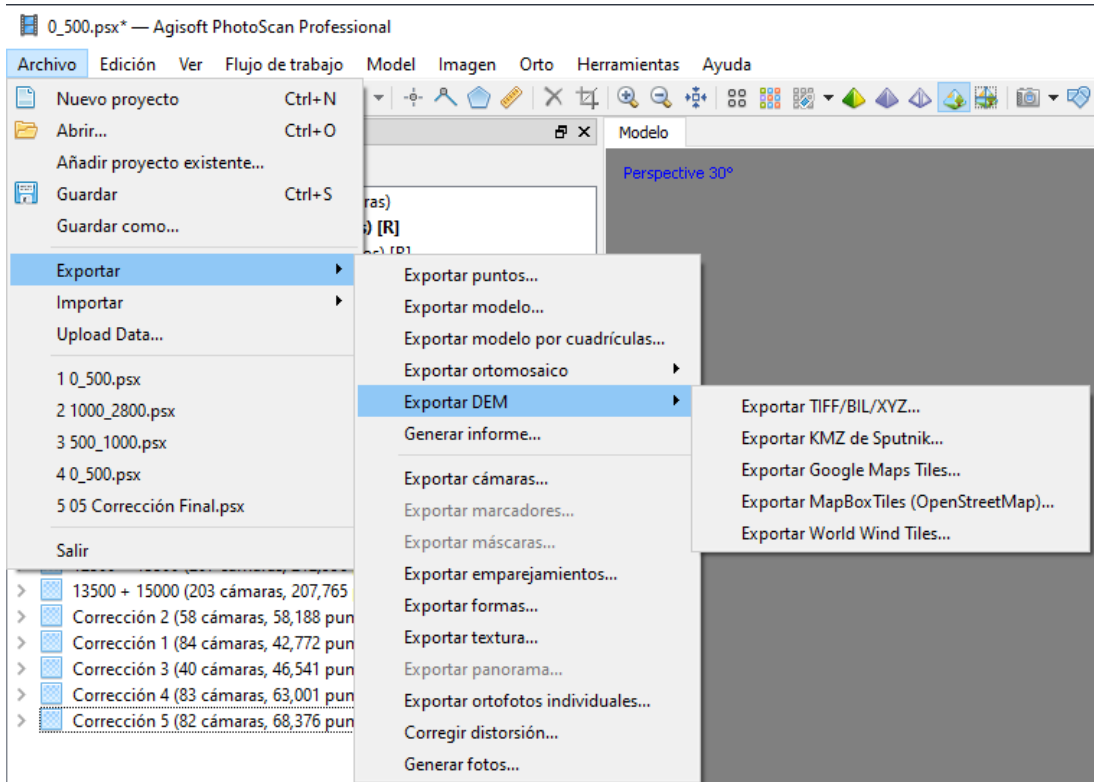 0_500.psx* — Agisoft PhotoScan Professional
Archivo Edición Ver Flujo de trabajo Model Imagen Orto Herramientas Ayuda
Nuevo proyecto Ctrl+N
Abrir... Ctrl+O
Añadir proyecto existente...
Guardar Ctrl+S
Guardar como...
Exportar
Importar
Upload Data...
1 0_500.psx
2 1000_2800.psx
3 500_1000.psx
4 0_500.psx
5 05 Corrección Final.psx
Salir
Modelo
Perspective 30°
ras)
) [R]
Exportar puntos...
Exportar modelo...
Exportar modelo por cuadrículas...
Exportar ortomosaico
Exportar DEM
Generar informe...
Exportar cámaras...
Exportar marcadores...
Exportar máscaras...
Exportar emparejamientos...
Exportar formas...
Exportar textura...
Exportar panorama...
Exportar ortofotos individuales...
Corregir distorsión...
Generar fotos...
Exportar TIFF/BIL/XYZ...
Exportar KMZ de Sputnik...
Exportar Google Maps Tiles...
Exportar MapBoxTiles (OpenStreetMap)...
Exportar World Wind Tiles...
13500 + 15000 (203 cámaras, 207,765
Corrección 2 (58 cámaras, 58,188 pun
Corrección 1 (84 cámaras, 42,772 pun
Corrección 3 (40 cámaras, 46,541 pun
Corrección 4 (83 cámaras, 63,001 pun
Corrección 5 (82 cámaras, 68,376 pun